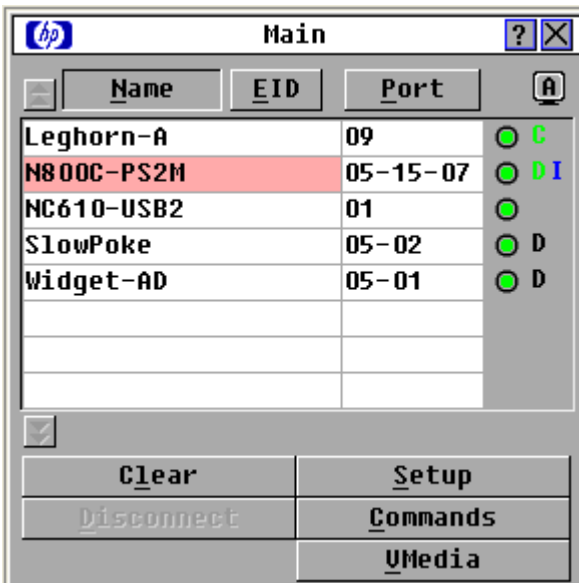 hp Main ? X
Name EID Port A
Leghorn-A 09 C
N800C-PS2M 05-15-07 D I
NC610-USB2 01
SlowPoke 05-02 D
Widget-AD 05-01 D
Clear Setup
Disconnect Commands
VMedia